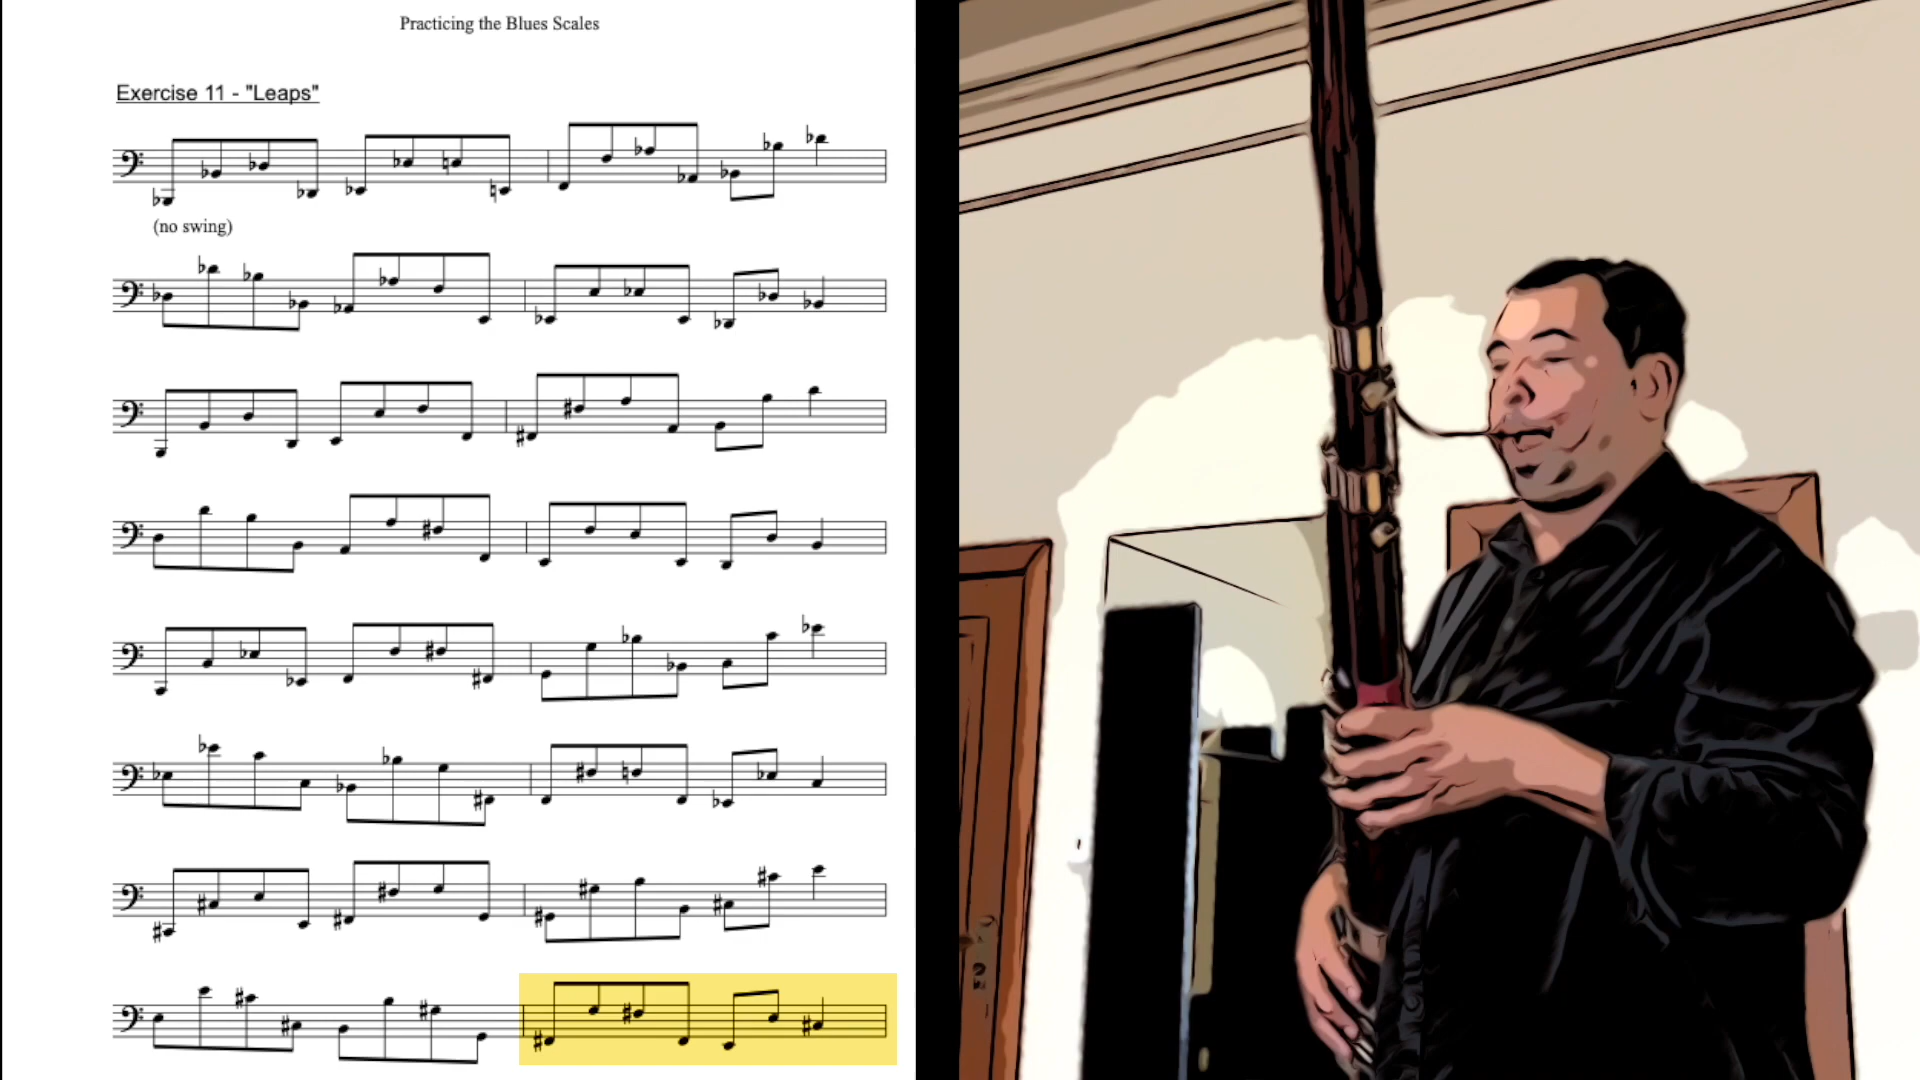 Practicing the Blues Scales
Exercise 11 - "Leaps"
(no swing)